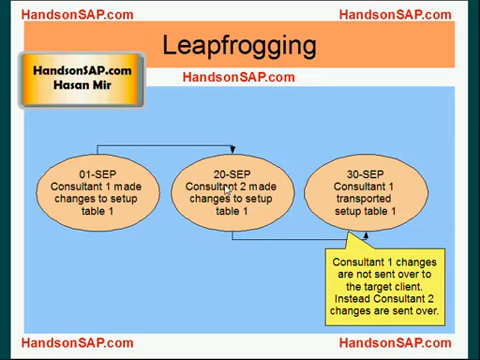 HandsonSAP.com
HandsonSAP.com
Leapfrogging
HandsonSAP.com
Hasan Mir
HandsonSAP.com
01-SEP
Consultant 1 made
changes to setup
table 1
20-SEP
Consultant 2 made
changes to setup
table 1
30-SEP
Consultant 1
transported
setup table 1
Consultant 1 changes
are not sent over to
the target client.
Instead Consultant 2
changes are sent over.
HandsonSAP.com
HandsonSAP.com